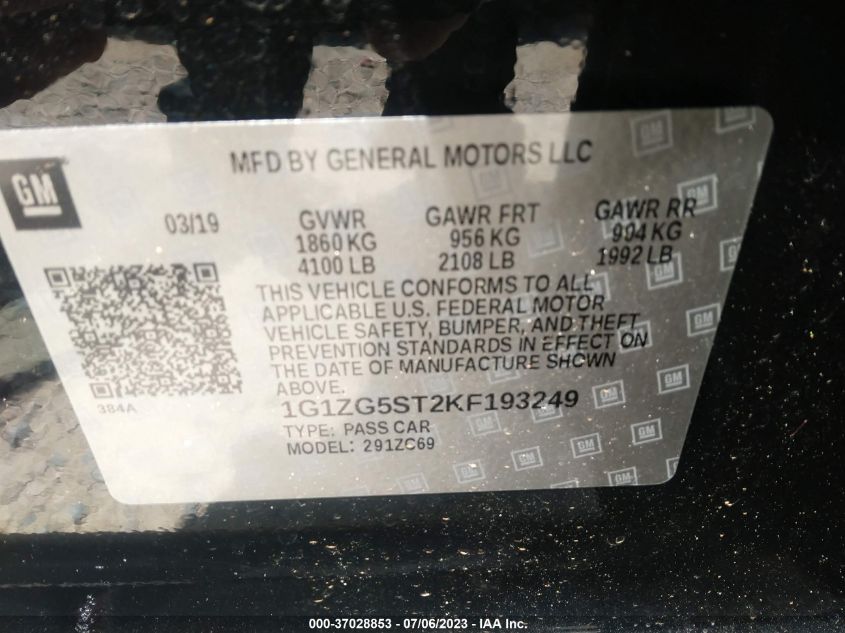 MFD BY GENERAL MOTORS LLC
GM
03/19 GVWR GAWR FRT GAWR RR
1860 KG 956 KG 904 KG
4100 LB 2108 LB 1992 LB
THIS VEHICLE CONFORMS TO ALL
APPLICABLE U.S. FEDERAL MOTOR
VEHICLE SAFETY, BUMPER, AND THEFT
PREVENTION STANDARDS IN EFFECT ON
THE DATE OF MANUFACTURE SHOWN
ABOVE.
384A
1G1ZG5ST2KF193249
TYPE: PASS CAR
MODEL:
000-37028853 - 07/06/2023 - IAA Inc.